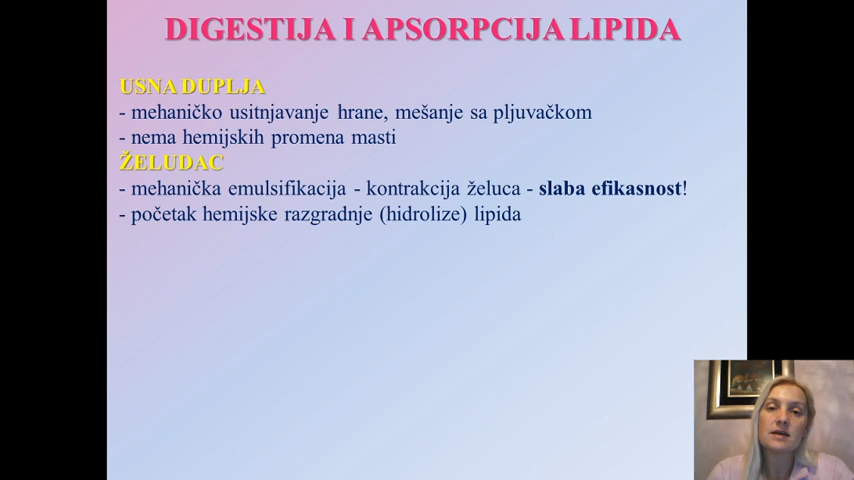 DIGESTIJA I APSORPCIJA LIPIDA
USNA DUPLJA
- mehaničko usitnjavanje hrane, mešanje sa pljuvačkom
- nema hemijskih promena masti
ŽELUDAC
- mehanička emulsifikacija - kontrakcija želuca - slaba efikasnost!
- početak hemijske razgradnje (hidrolize) lipida